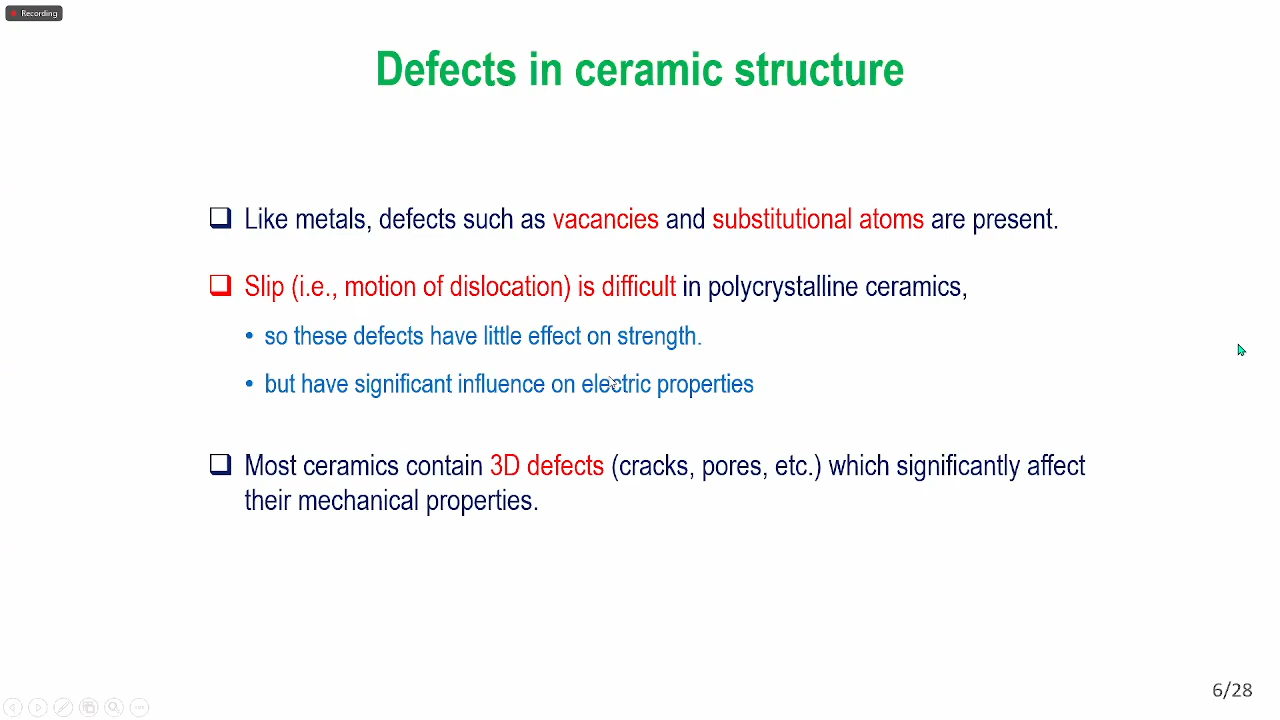 Recording
Defects in ceramic structure
Like metals, defects such as vacancies and substitutional atoms are present.
Slip (i.e., motion of dislocation) is difficult in polycrystalline ceramics,
• so these defects have little effect on strength.
• but have significant influence on electric properties
Most ceramics contain 3D defects (cracks, pores, etc.) which significantly affect
their mechanical properties.
6/28